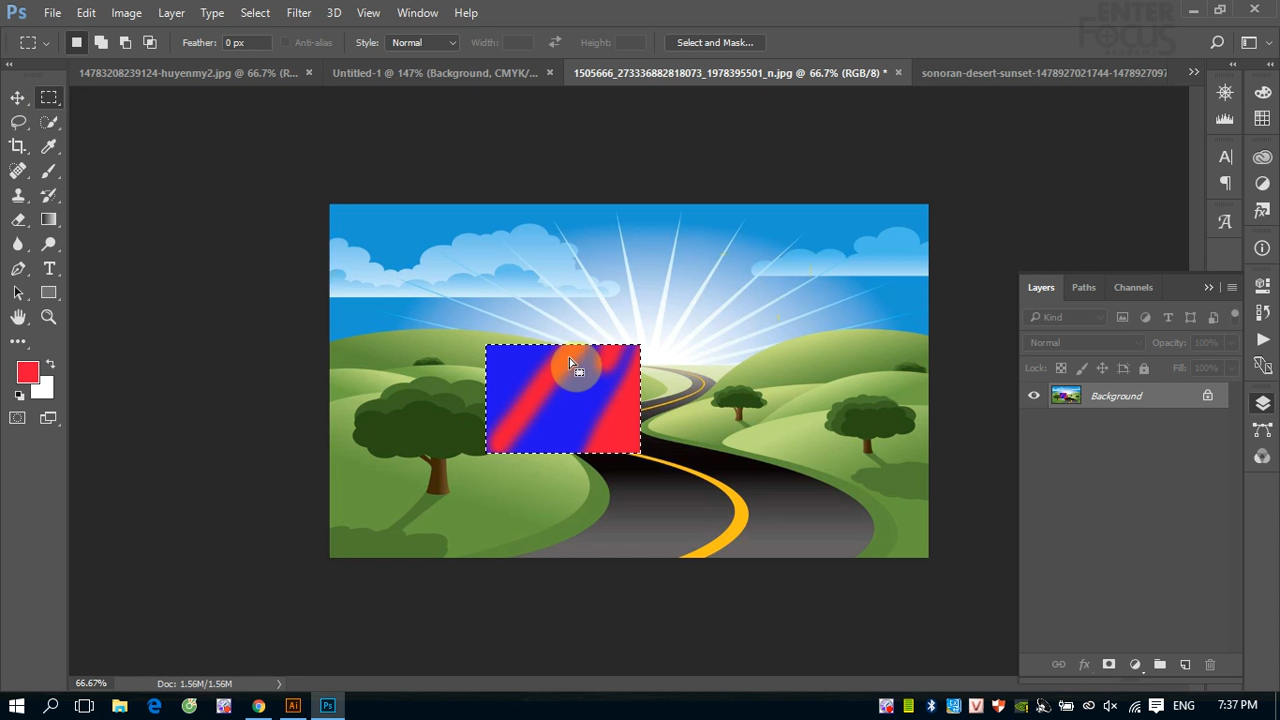 Ps File Edit Image Layer Type Select Filter 3D View Window Help
ENTER
FOCUS
Feather: 0 px Anti-alias Style: Normal Width: Height: Select and Mask...
14783208239124-huyenmy2.jpg @ 66.7% (R... × Untitled-1 @ 147% (Background, CMYK/... × 1505666_273336882818073_1978395501_n.jpg @ 66.7% (RGB/8) * × sonoran-desert-sunset-1478927021744-1478927097
Layers Paths Channels
Kind
Normal Opacity: 100%
Lock: Fill: 100%
Background
66.67% Doc: 1.56M/1.56M
ENG 7:37 PM